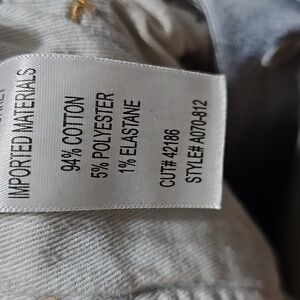 IMPORTED MATERIALS
94% COTTON
5% POLYESTER
1% ELASTANE
CUT# 42186
STYLE# A070-812